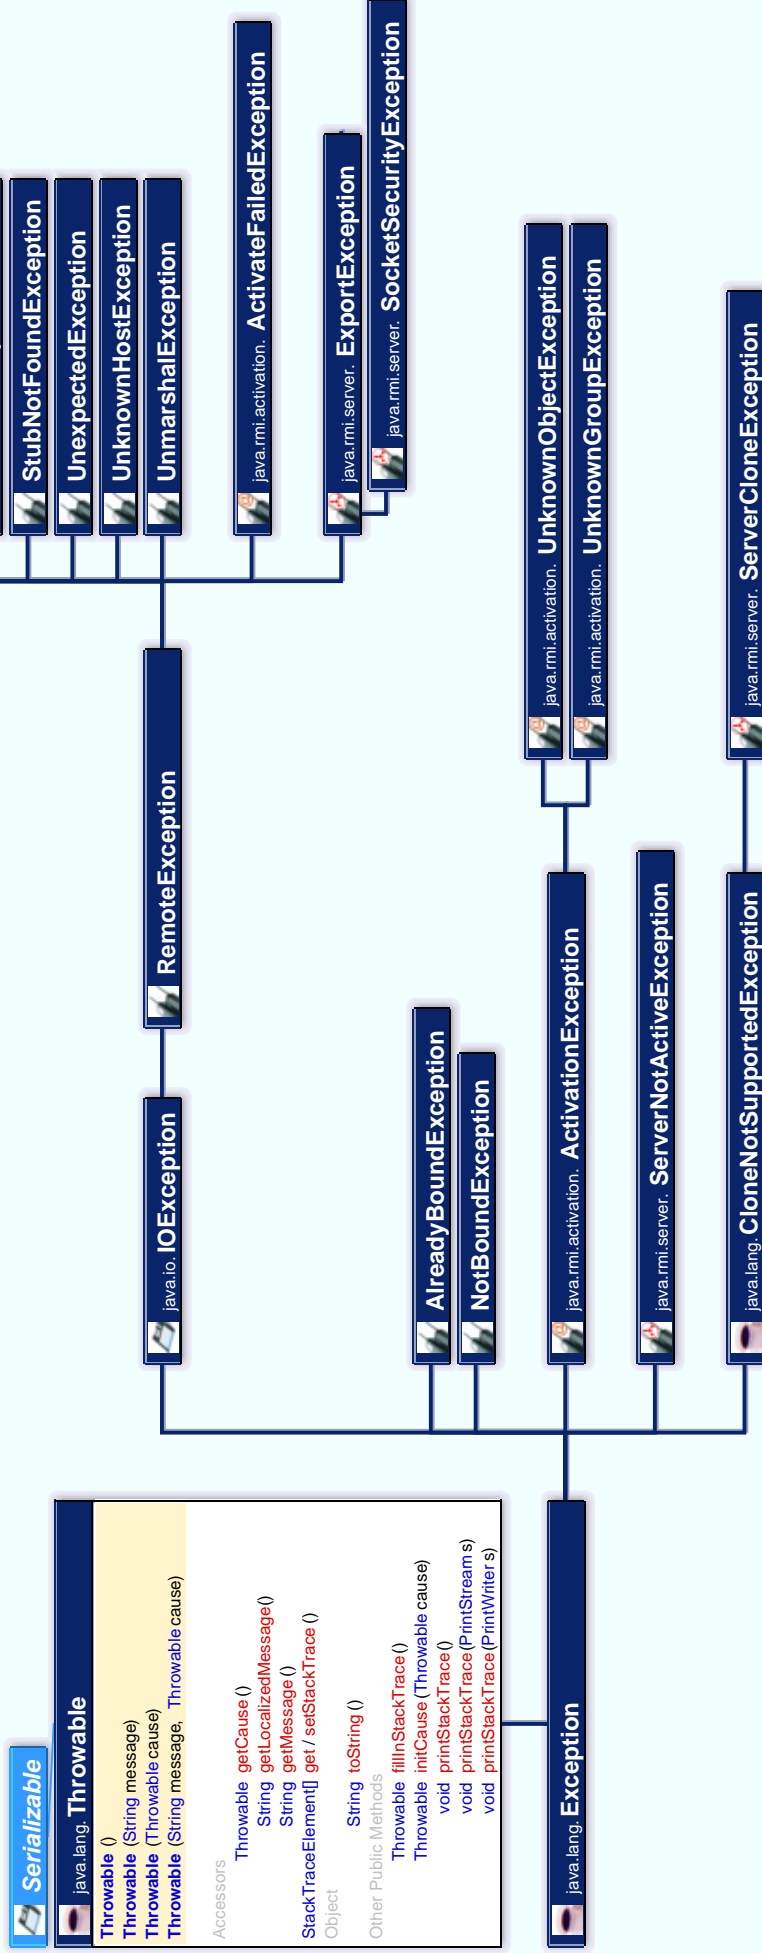 Serializable
java.lang. Throwable
Throwable ()
Throwable (String message)
Throwable (Throwable cause)
Throwable (String message, Throwable cause)
Accessors
Throwable getCause ()
String getLocalizedMessage()
String getMessage ()
StackTraceElement[] get / setStackTrace ()
Object
String toString ()
Other Public Methods
Throwable fillInStackTrace ()
Throwable initCause (Throwable cause)
void printStackTrace ()
void printStackTrace (PrintStream s)
void printStackTrace (PrintWriter s)
java.lang. Exception
java.io. IOException
AlreadyBoundException
NotBoundException
java.rmi.activation. ActivationException
java.rmi.server. ServerNotActiveException
java.lang. CloneNotSupportedException
RemoteException
java.rmi.activation. UnknownObjectException
java.rmi.activation. UnknownGroupException
java.rmi.server. ServerCloneException
StubNotFoundException
UnexpectedException
UnknownHostException
UnmarshalException
java.rmi.activation. ActivateFailedException
java.rmi.server. ExportException
java.rmi.server. SocketSecurityException